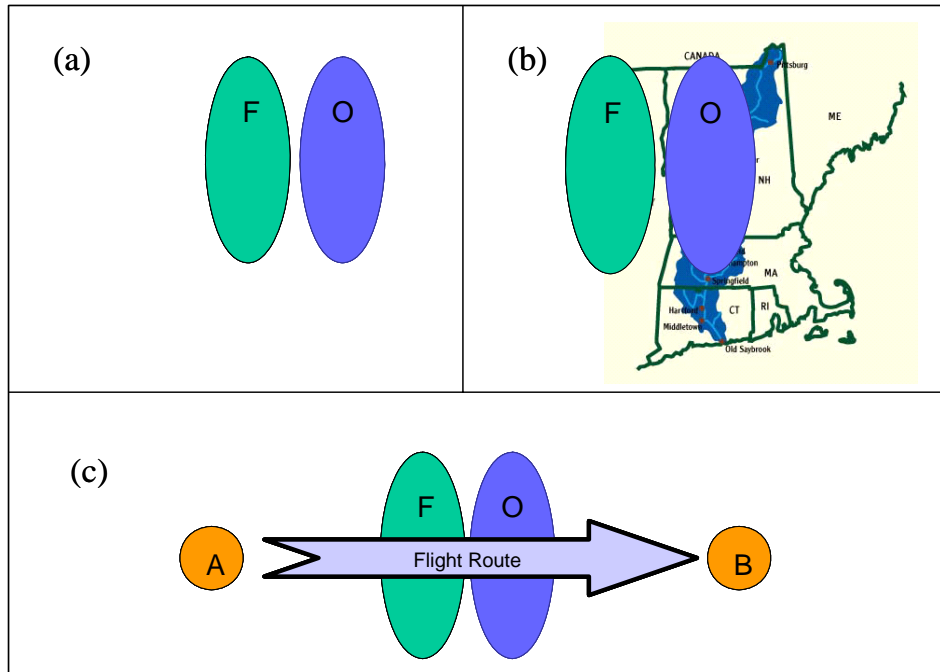 (a)
F O
(b)
CANADA
Pittsburg
F O
ME
NH
MA
Springfield
Hartford
CT
RI
Middletown
Old Saybrook
(c)
F O
A
Flight Route
B